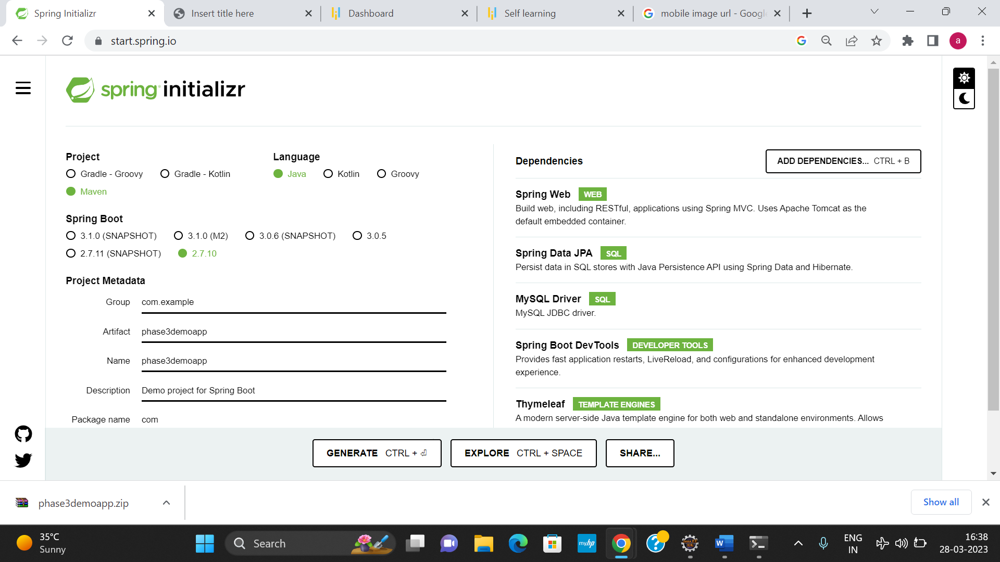 Spring Initializr
Insert title here
Dashboard
Self learning
mobile image url - Google
start.spring.io
a
spring initializr
Project
Gradle - Groovy
Gradle - Kotlin
Maven
Language
Java
Kotlin
Groovy
Spring Boot
3.1.0 (SNAPSHOT)
3.1.0 (M2)
3.0.6 (SNAPSHOT)
3.0.5
2.7.11 (SNAPSHOT)
2.7.10
Project Metadata
Group com.example
Artifact phase3demoapp
Name phase3demoapp
Description Demo project for Spring Boot
Package name com
Dependencies
ADD DEPENDENCIES... CTRL + B
Spring Web WEB
Build web, including RESTful, applications using Spring MVC. Uses Apache Tomcat as the
default embedded container.
Spring Data JPA SQL
Persist data in SQL stores with Java Persistence API using Spring Data and Hibernate.
MySQL Driver SQL
MySQL JDBC driver.
Spring Boot DevTools DEVELOPER TOOLS
Provides fast application restarts, LiveReload, and configurations for enhanced development
experience.
Thymeleaf TEMPLATE ENGINES
A modern server-side Java template engine for both web and standalone environments. Allows
GENERATE CTRL + ⏎
EXPLORE CTRL + SPACE
SHARE...
phase3demoapp.zip
Show all
35°C
Sunny
Search
myhp
Java EE
IDE
W
ENG
IN
16:38
28-03-2023